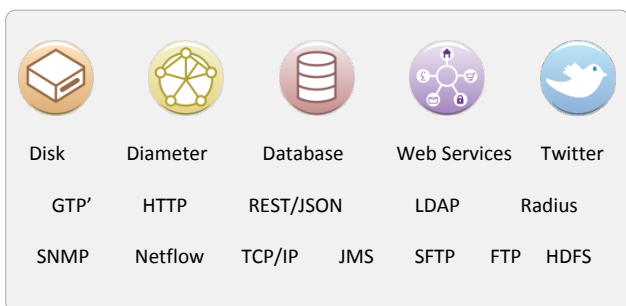 Disk Diameter Database Web Services Twitter
GTP’ HTTP REST/JSON LDAP Radius
SNMP Netflow TCP/IP JMS SFTP FTP HDFS